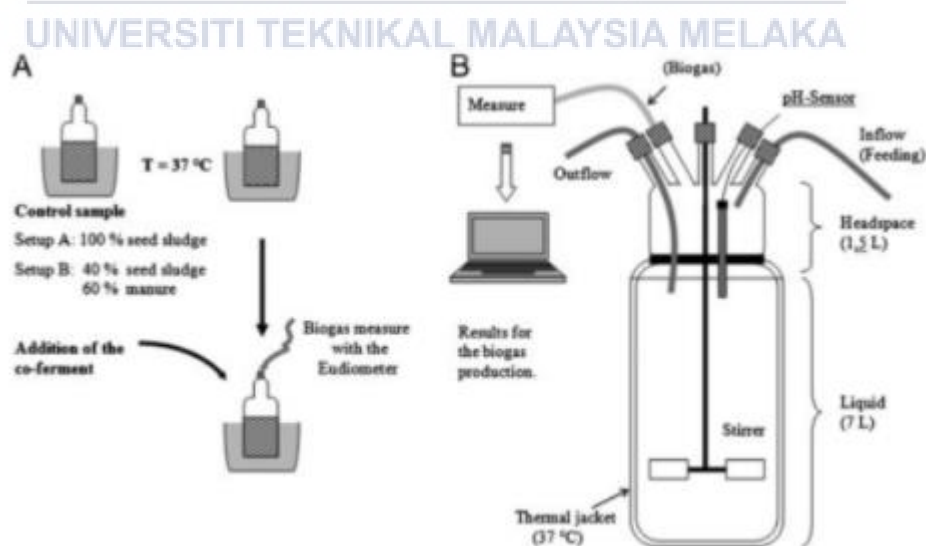 UNIVERSITI TEKNIKAL MALAYSIA MELAKA
A
T = 37 ºC
Control sample
Setup A: 100 % seed sludge
Setup B: 40 % seed sludge
60 % manure
Addition of the
co-ferment
Biogas measure
with the
Eudiometer
B
(Biogas)
Measure
pH-Sensor
Inflow
(Feeding)
Outflow
Headspace
(1,5 L)
Results for
the biogas
production.
Liquid
(7 L)
Stirrer
Thermal jacket
(37 ºC)